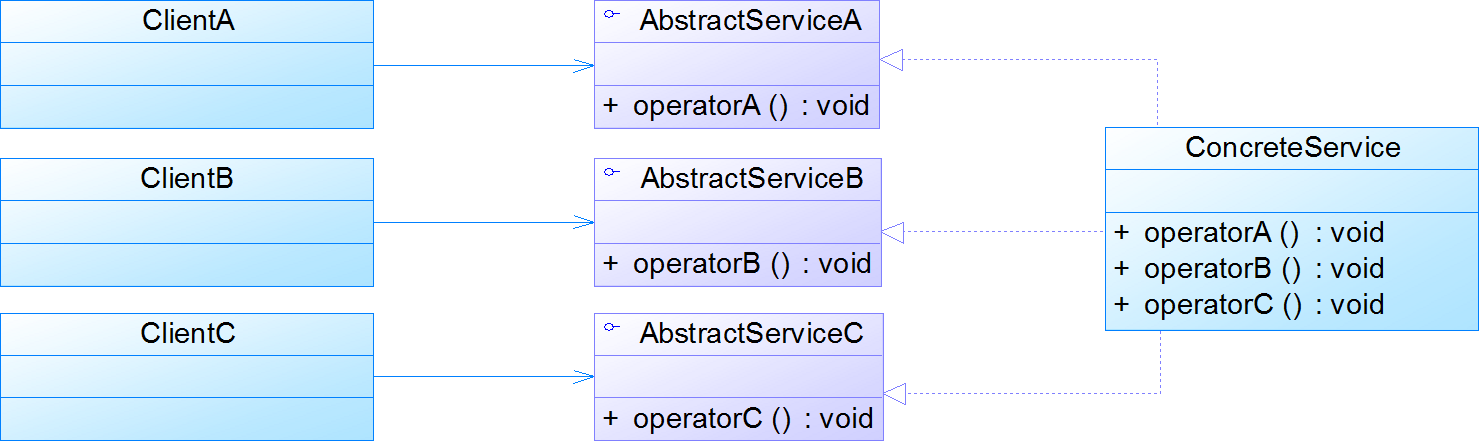 ClientA
AbstractServiceA
+ operatorA () : void
ClientB
AbstractServiceB
+ operatorB () : void
ClientC
AbstractServiceC
+ operatorC () : void
ConcreteService
+ operatorA () : void
+ operatorB () : void
+ operatorC () : void